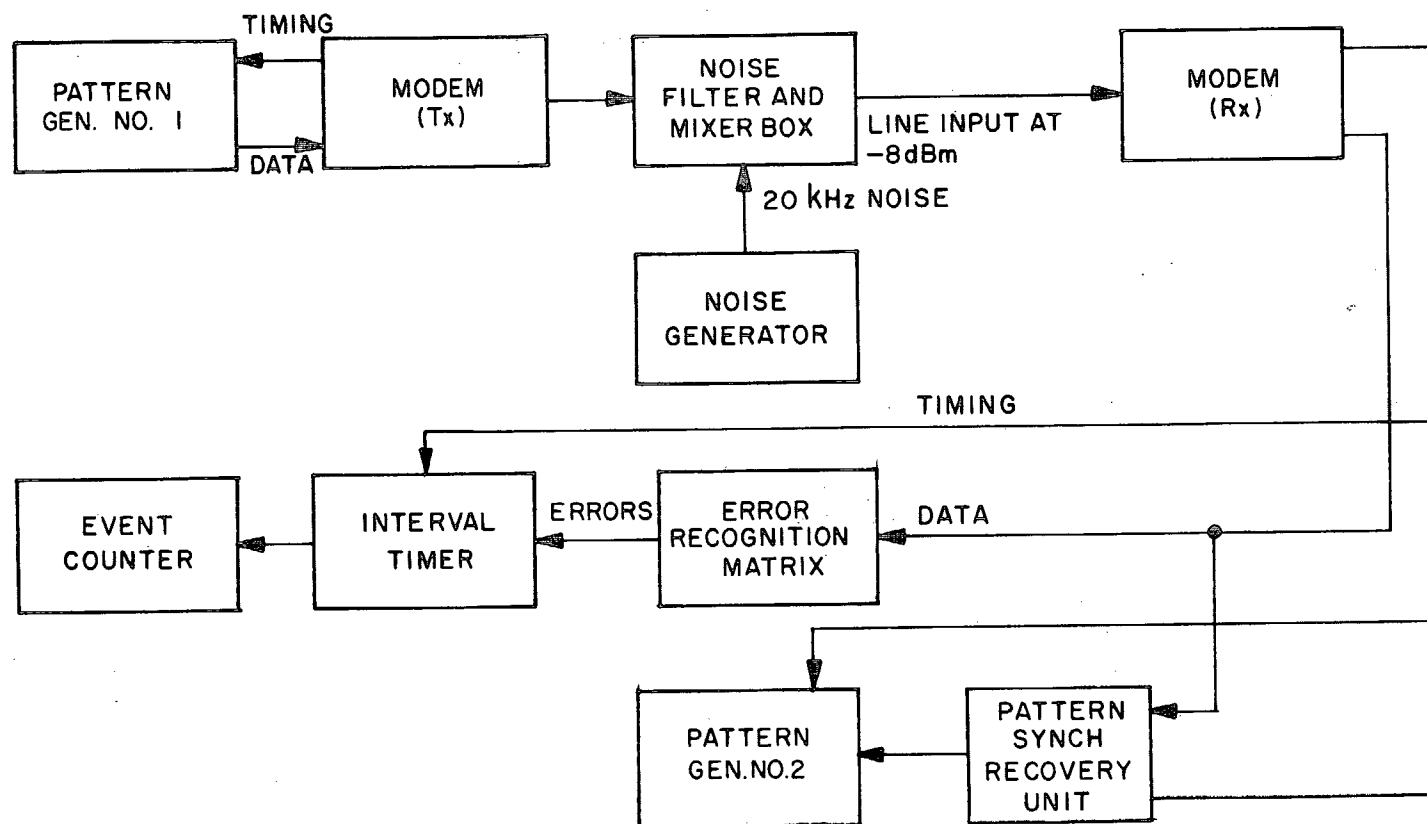 TIMING
PATTERN
GEN. NO. 1
DATA
MODEM
(Tx)
NOISE
FILTER AND
MIXER BOX
LINE INPUT AT
-8dBm
MODEM
(Rx)
20 kHz NOISE
NOISE
GENERATOR
TIMING
EVENT
COUNTER
INTERVAL
TIMER
ERRORS
ERROR
RECOGNITION
MATRIX
DATA
PATTERN
GEN.NO.2
PATTERN
SYNCH
RECOVERY
UNIT